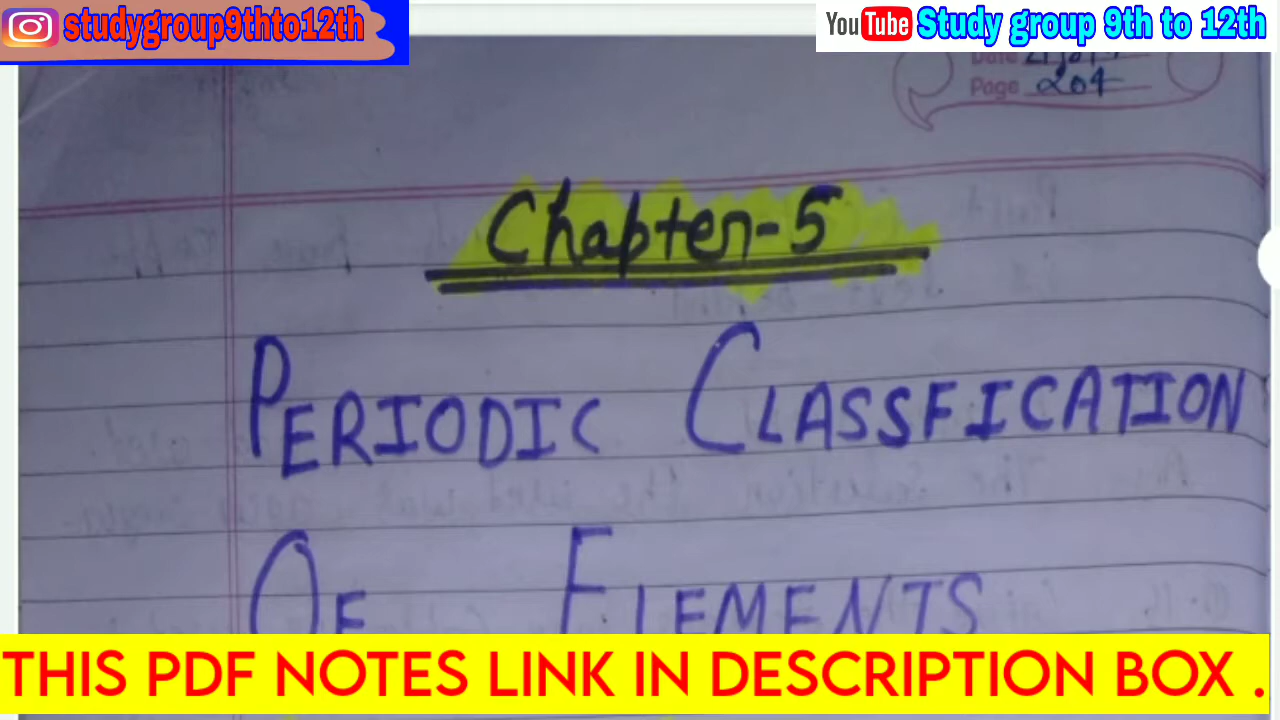 studygroup9thto12th
YouTube Study group 9th to 12th
Date
Page 204
Chapter-5
PERIODIC CLASSFICATION
OF ELEMENTS
THIS PDF NOTES LINK IN DESCRIPTION BOX .